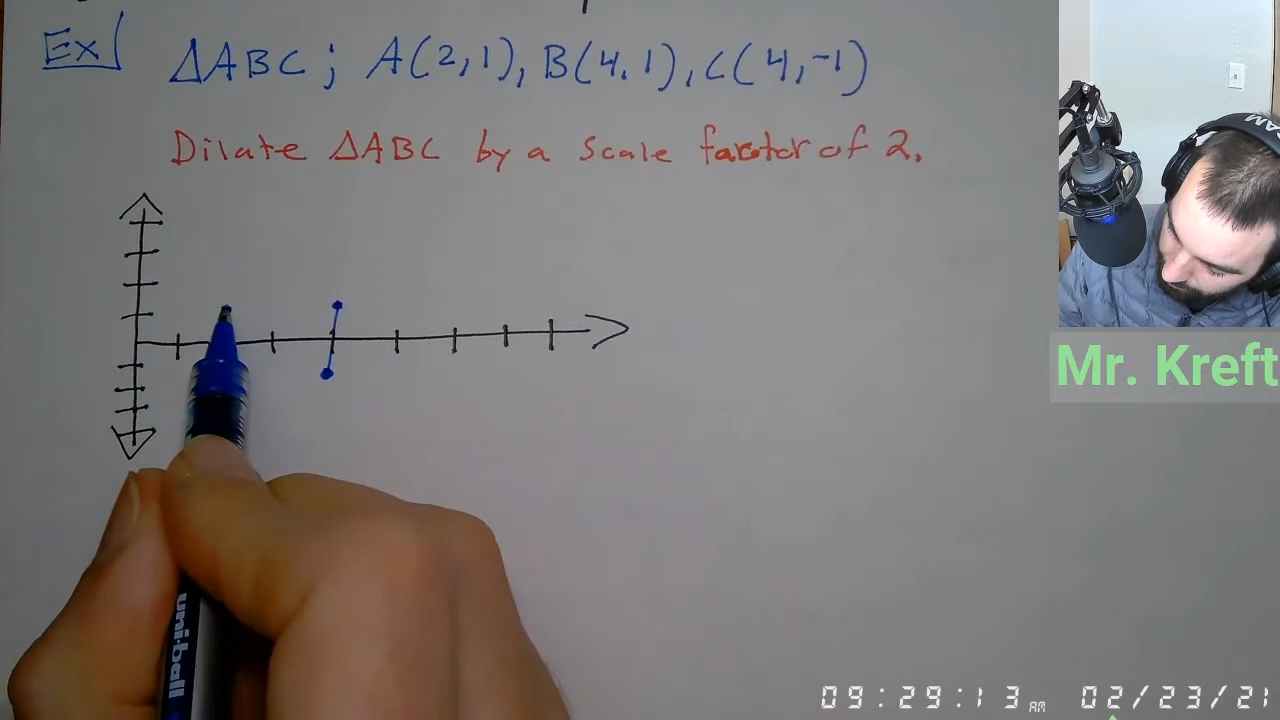 Ex ΔABC; A(2,1), B(4,1), C(4,-1)
Dilate ΔABC by a scale factor of 2.
Mr. Kreft
uni-ball
09:29:13 AM 02/23/21